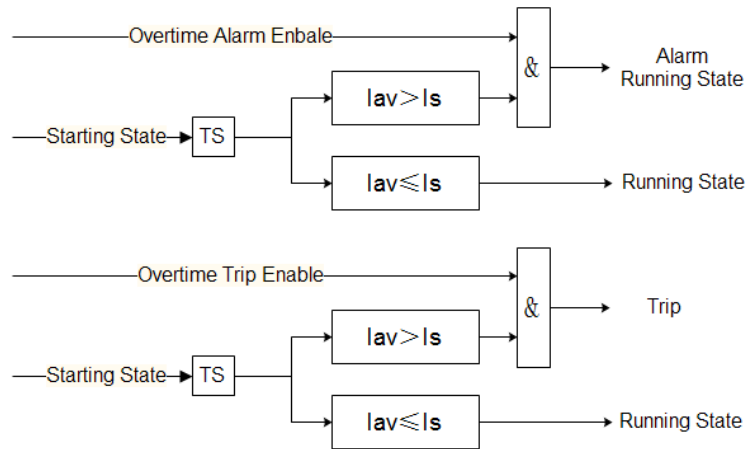 Overtime Alarm Enbale
&
Alarm
Running State
Iav>Is
Starting State
TS
Iav≤Is
Running State
Overtime Trip Enable
&
Trip
Iav>Is
Starting State
TS
Iav≤Is
Running State